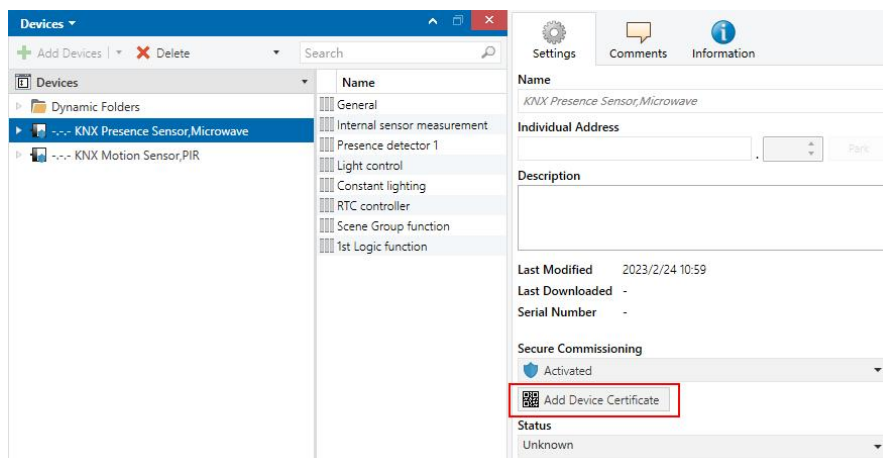 Devices
Add Devices
Delete
Search
Devices
Dynamic Folders
-.-.- KNX Presence Sensor,Microwave
-.-.- KNX Motion Sensor,PIR
Name
General
Internal sensor measurement
Presence detector 1
Light control
Constant lighting
RTC controller
Scene Group function
1st Logic function
Settings
Comments
Information
Name
KNX Presence Sensor,Microwave
Individual Address
.
Park
Description
Last Modified 2023/2/24 10:59
Last Downloaded -
Serial Number -
Secure Commissioning
Activated
Add Device Certificate
Status
Unknown